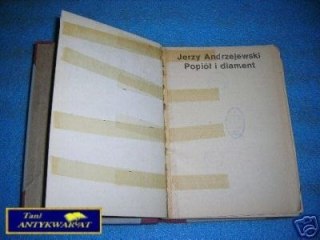 Jerzy Andrzejewski
Popiół i diament
Tani
ANTYKWARIAT